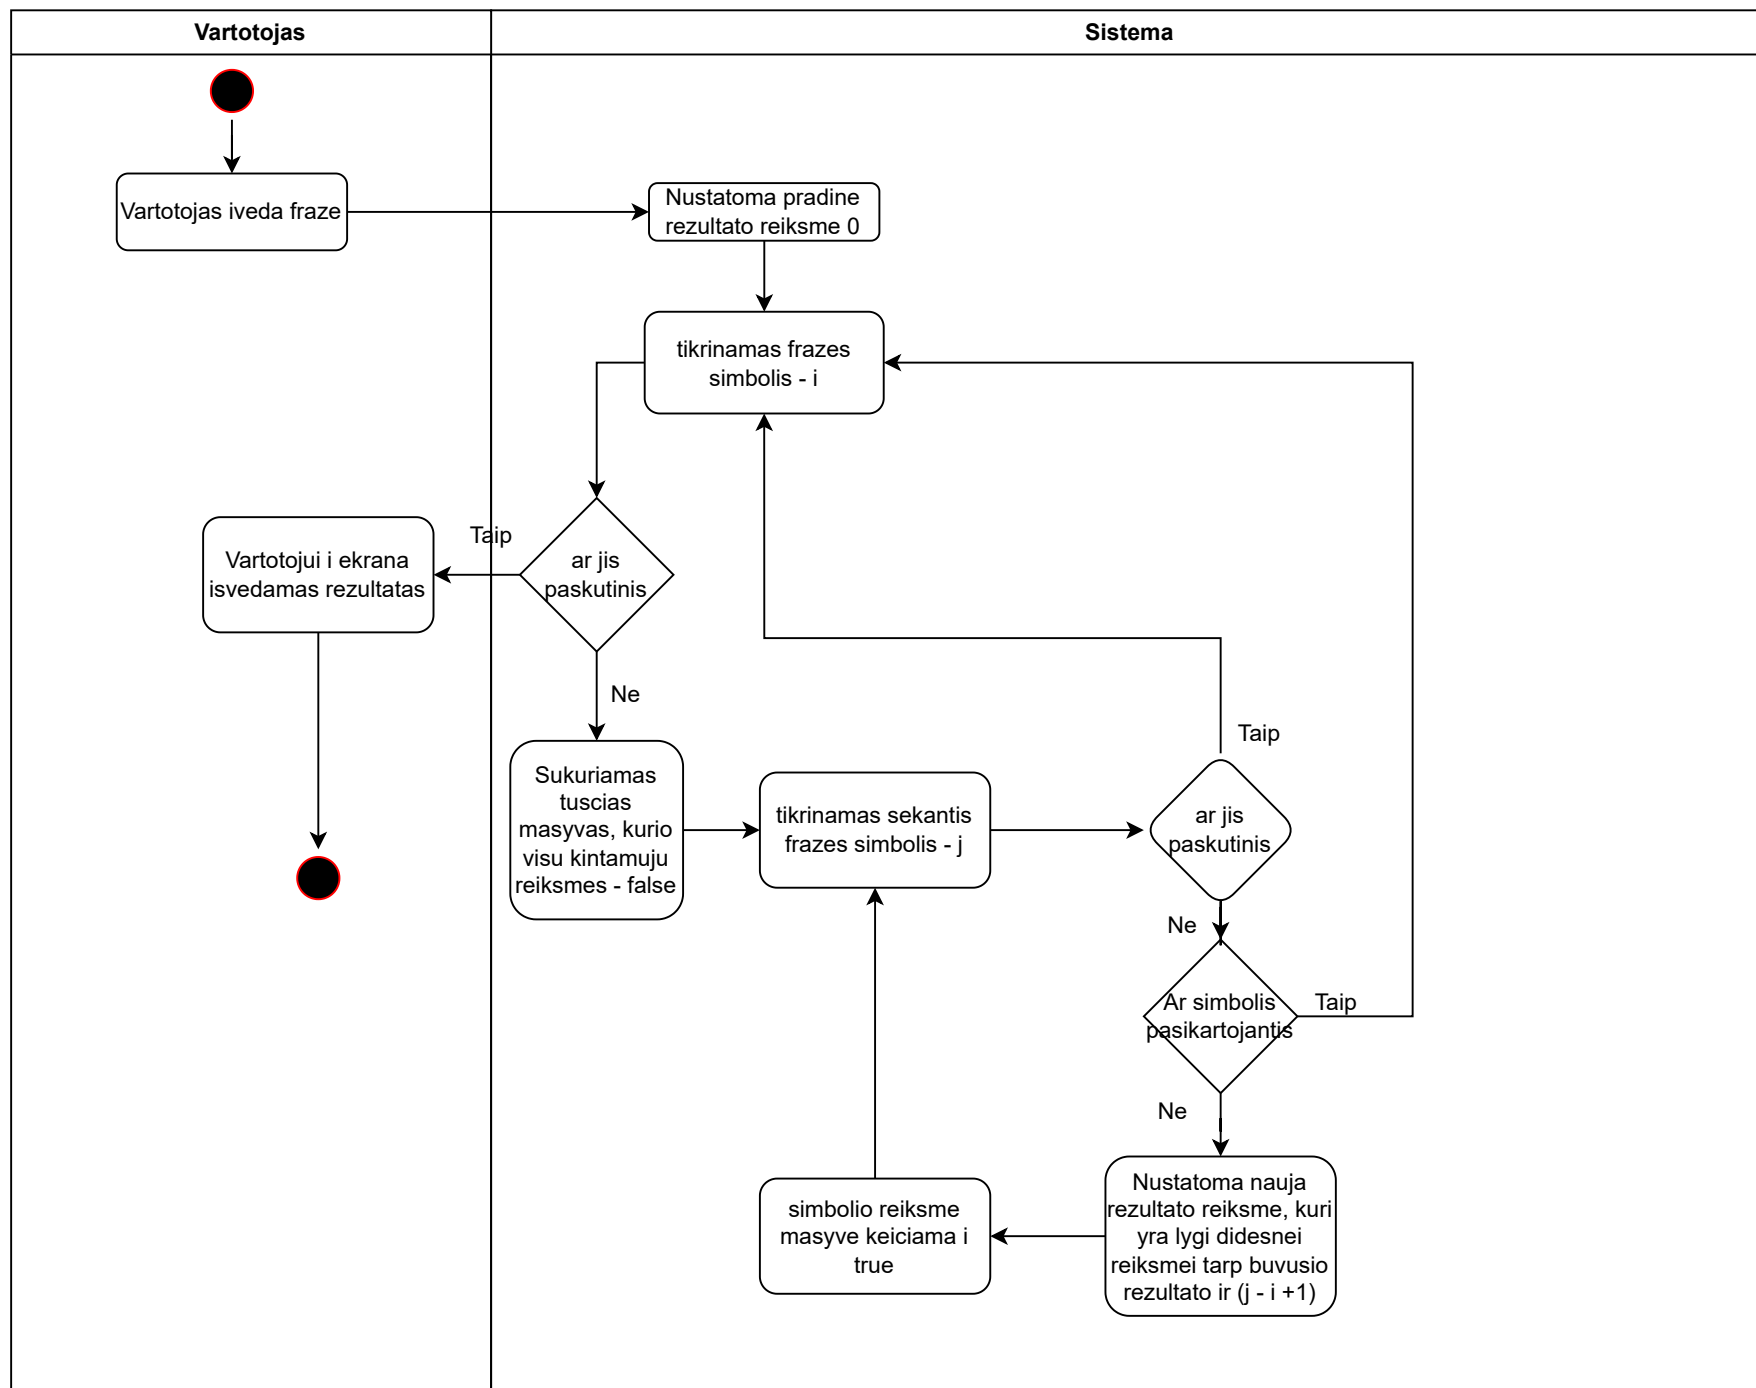 Vartotojas
Sistema
Vartotojas iveda fraze
Nustatoma pradine
rezultato reiksme 0
tikrinamas frazes
simbolis - i
Taip
ar jis
paskutinis
Vartotojui i ekrana
isvedamas rezultatas
Ne
Sukuriamas
tuscias
masyvas, kurio
visu kintamuju
reiksmes - false
tikrinamas sekantis
frazes simbolis - j
Taip
ar jis
paskutinis
Ne
Ar simbolis
pasikartojantis
Taip
Ne
Nustatoma nauja
rezultato reiksme, kuri
yra lygi didesnei
reiksmei tarp buvusio
rezultato ir (j - i +1)
simbolio reiksme
masyve keiciama i
true